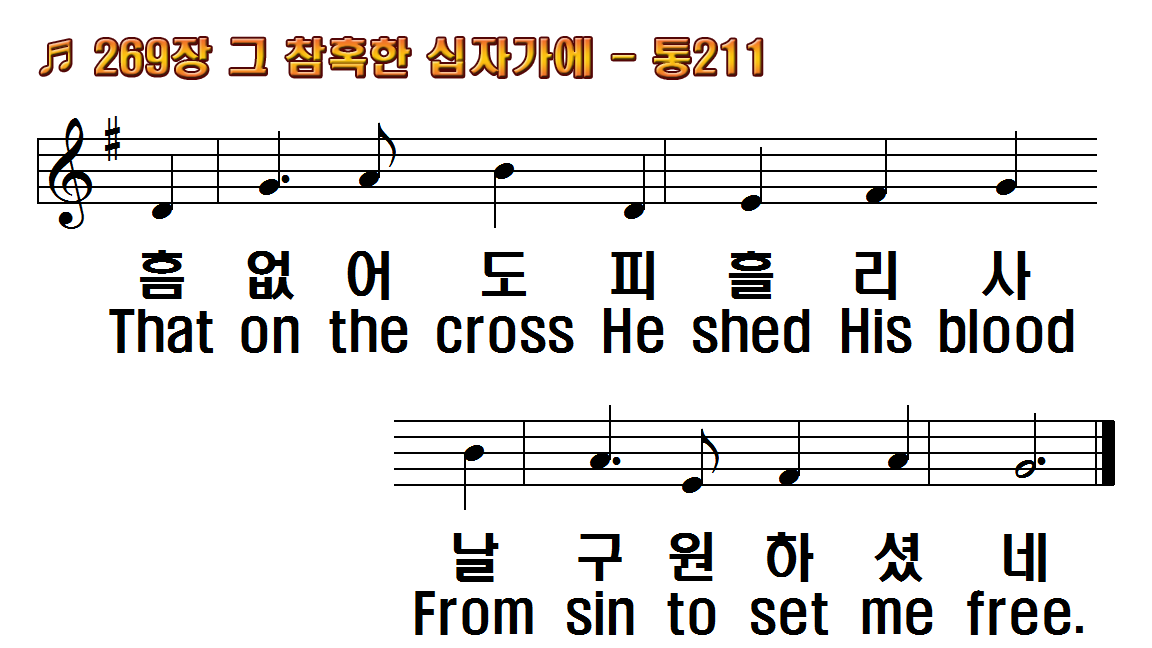 ♬ 269장 그 참혹한 십자가에 - 통211
흠 없 어 도 피 흘 리 사
That on the cross He shed His blood
날 구 원 하 셨 네
From sin to set me free.